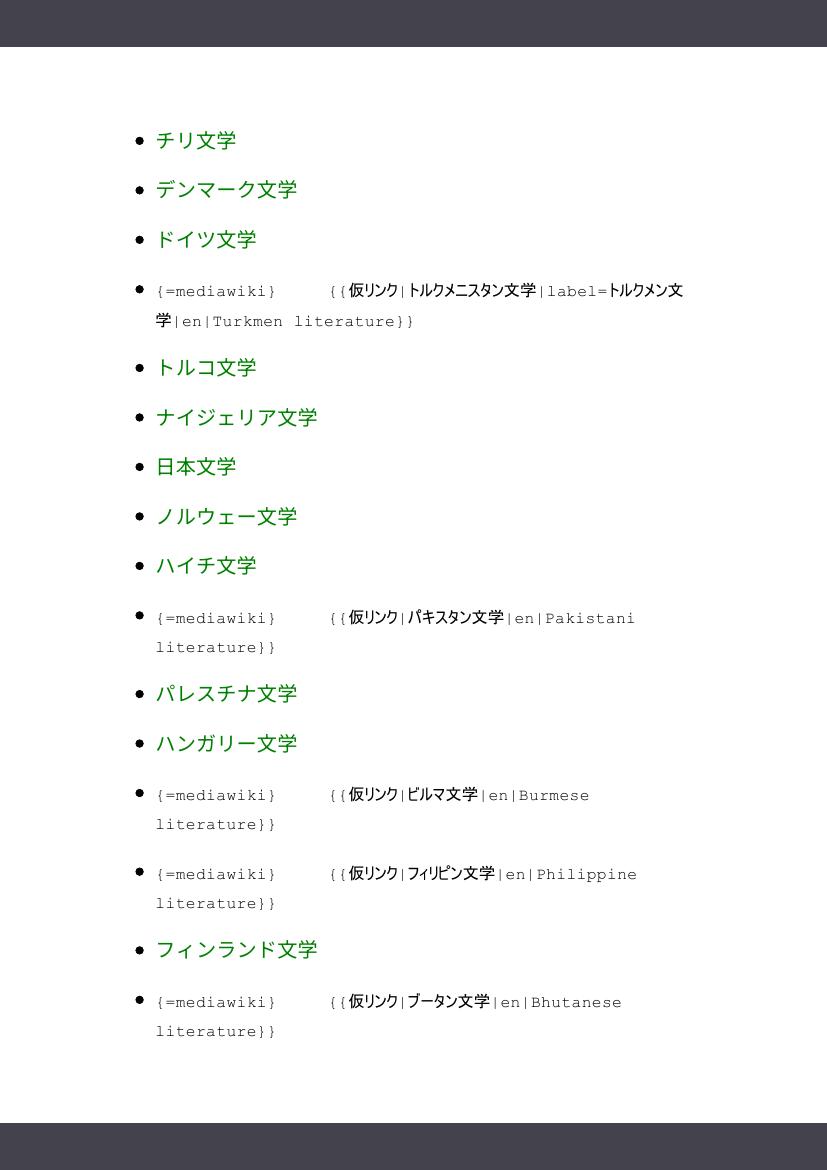 • チリ文学
• デンマーク文学
• ドイツ文学
• {=mediawiki} {{仮リンク|トルクメニスタン文学|label=トルクメン文
学|en|Turkmen literature}}
• トルコ文学
• ナイジェリア文学
• 日本文学
• ノルウェー文学
• ハイチ文学
• {=mediawiki} {{仮リンク|パキスタン文学|en|Pakistani
literature}}
• パレスチナ文学
• ハンガリー文学
• {=mediawiki} {{仮リンク|ビルマ文学|en|Burmese
literature}}
• {=mediawiki} {{仮リンク|フィリピン文学|en|Philippine
literature}}
• フィンランド文学
• {=mediawiki} {{仮リンク|ブータン文学|en|Bhutanese
literature}}